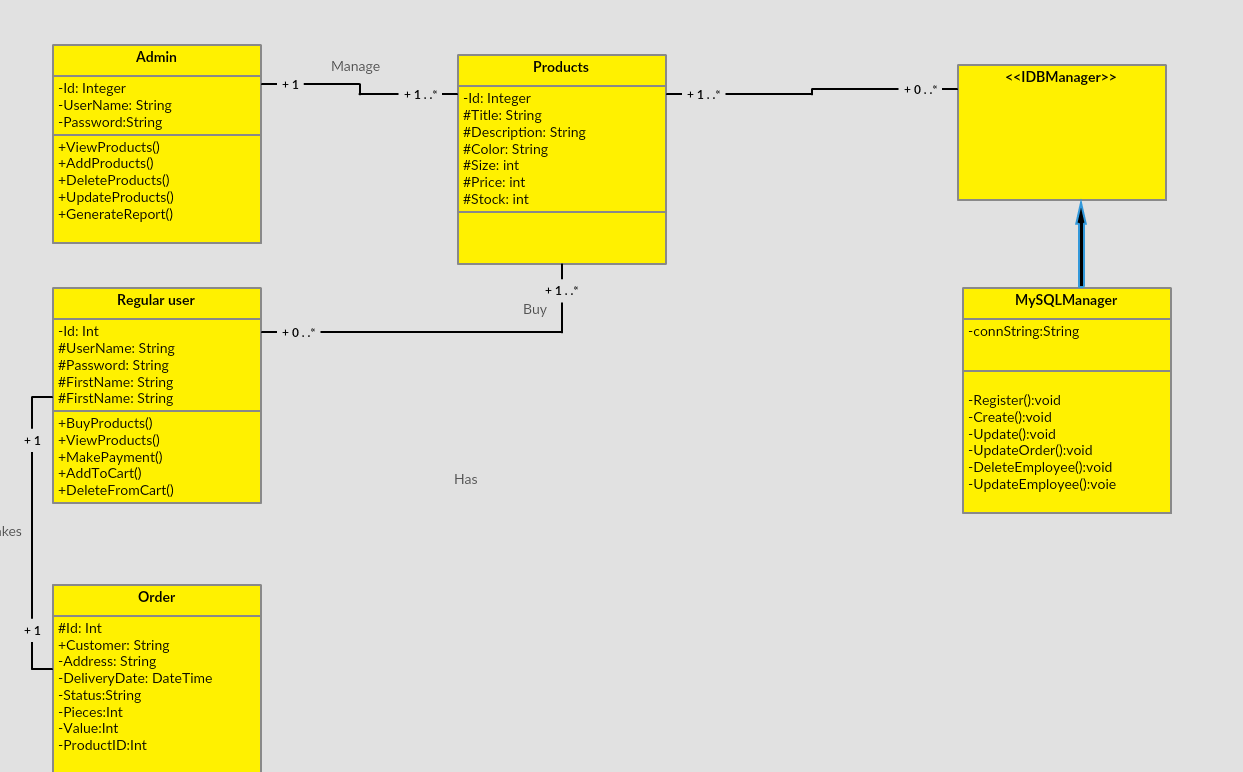 Admin
-Id: Integer
-UserName: String
-Password:String
+ViewProducts()
+AddProducts()
+DeleteProducts()
+UpdateProducts()
+GenerateReport()
+ 1
Manage
+ 1 . .*
Products
-Id: Integer
#Title: String
#Description: String
#Color: String
#Size: int
#Price: int
#Stock: int
+ 1 . .*
+ 0 . .*
<<IDBManager>>
+ 1 . .*
Buy
+ 0 . .*
Regular user
-Id: Int
#UserName: String
#Password: String
#FirstName: String
#FirstName: String
+BuyProducts()
+ViewProducts()
+MakePayment()
+AddToCart()
+DeleteFromCart()
MySQLManager
-connString:String
-Register():void
-Create():void
-Update():void
-UpdateOrder():void
-DeleteEmployee():void
-UpdateEmployee():voie
Has
+ 1
+ 1
Order
#Id: Int
+Customer: String
-Address: String
-DeliveryDate: DateTime
-Status:String
-Pieces:Int
-Value:Int
-ProductID:Int